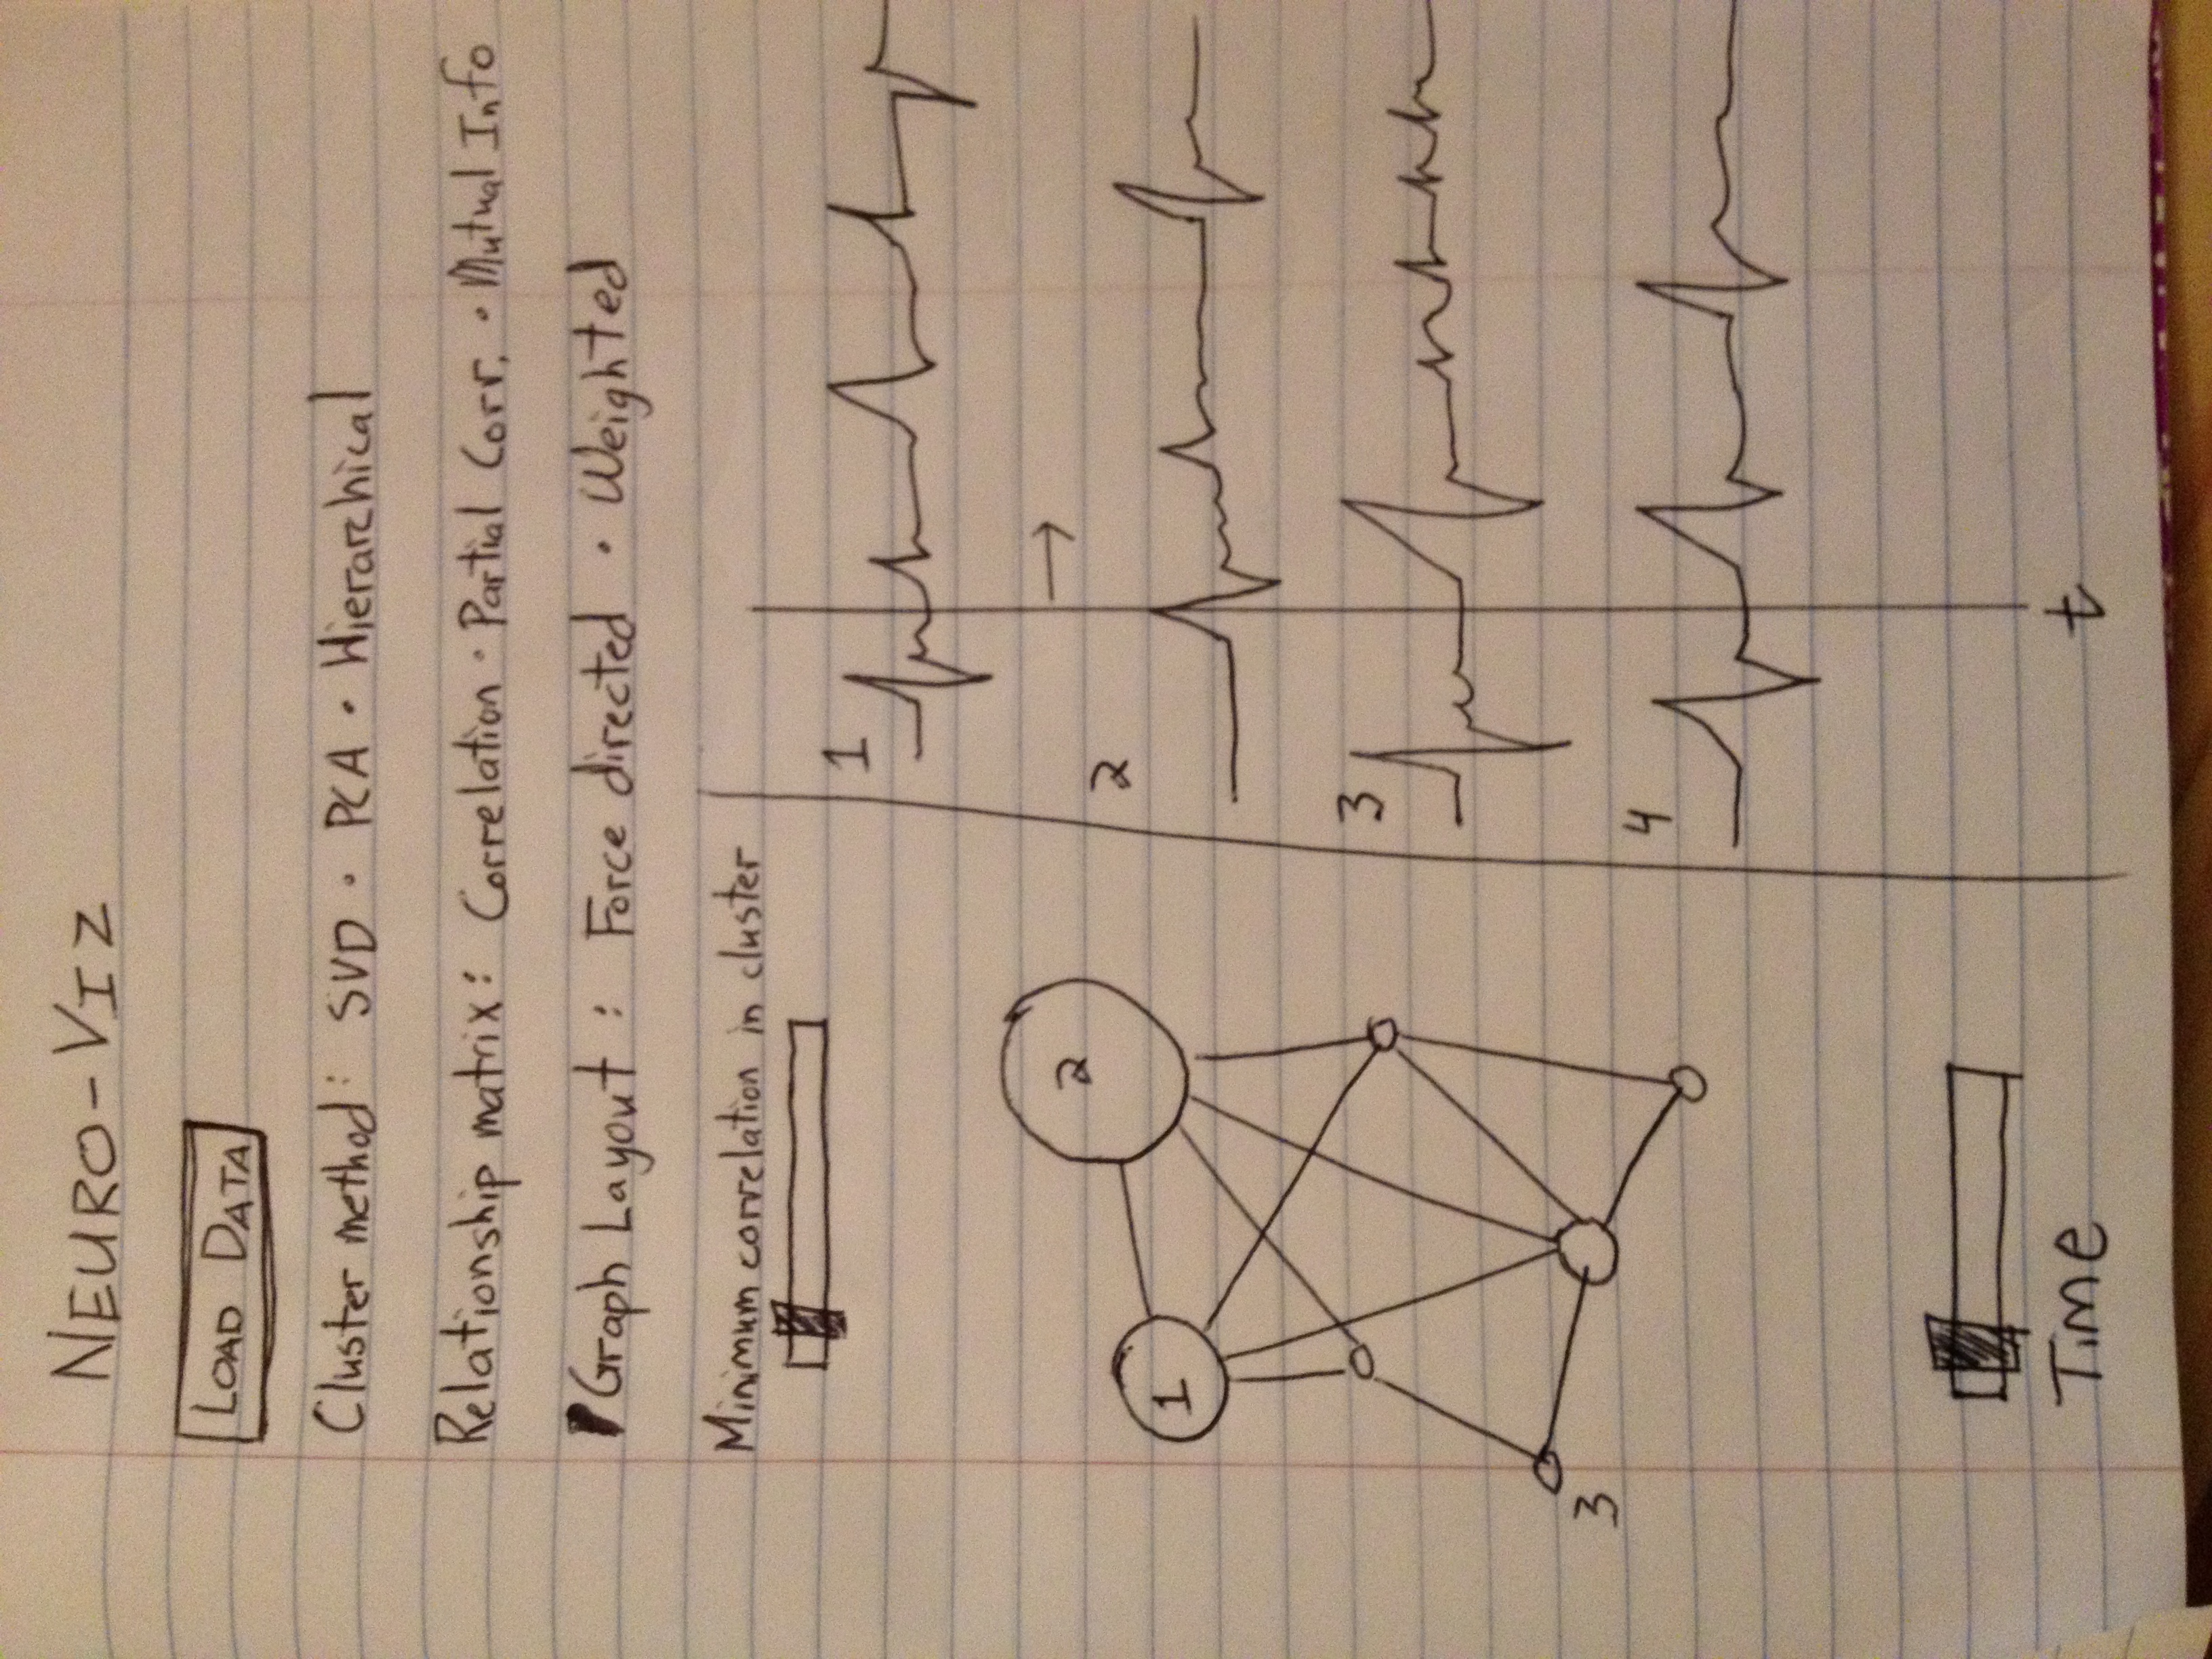 NEURO-VIZ
LOAD DATA
Cluster method: SVD · PCA · Hierarchical
Relationship matrix: Correlation · Partial Corr. · Mutual Info
Graph Layout: Force directed · Weighted
Minimum correlation in cluster
1
2
1
3
Time
1
2
3
4
t